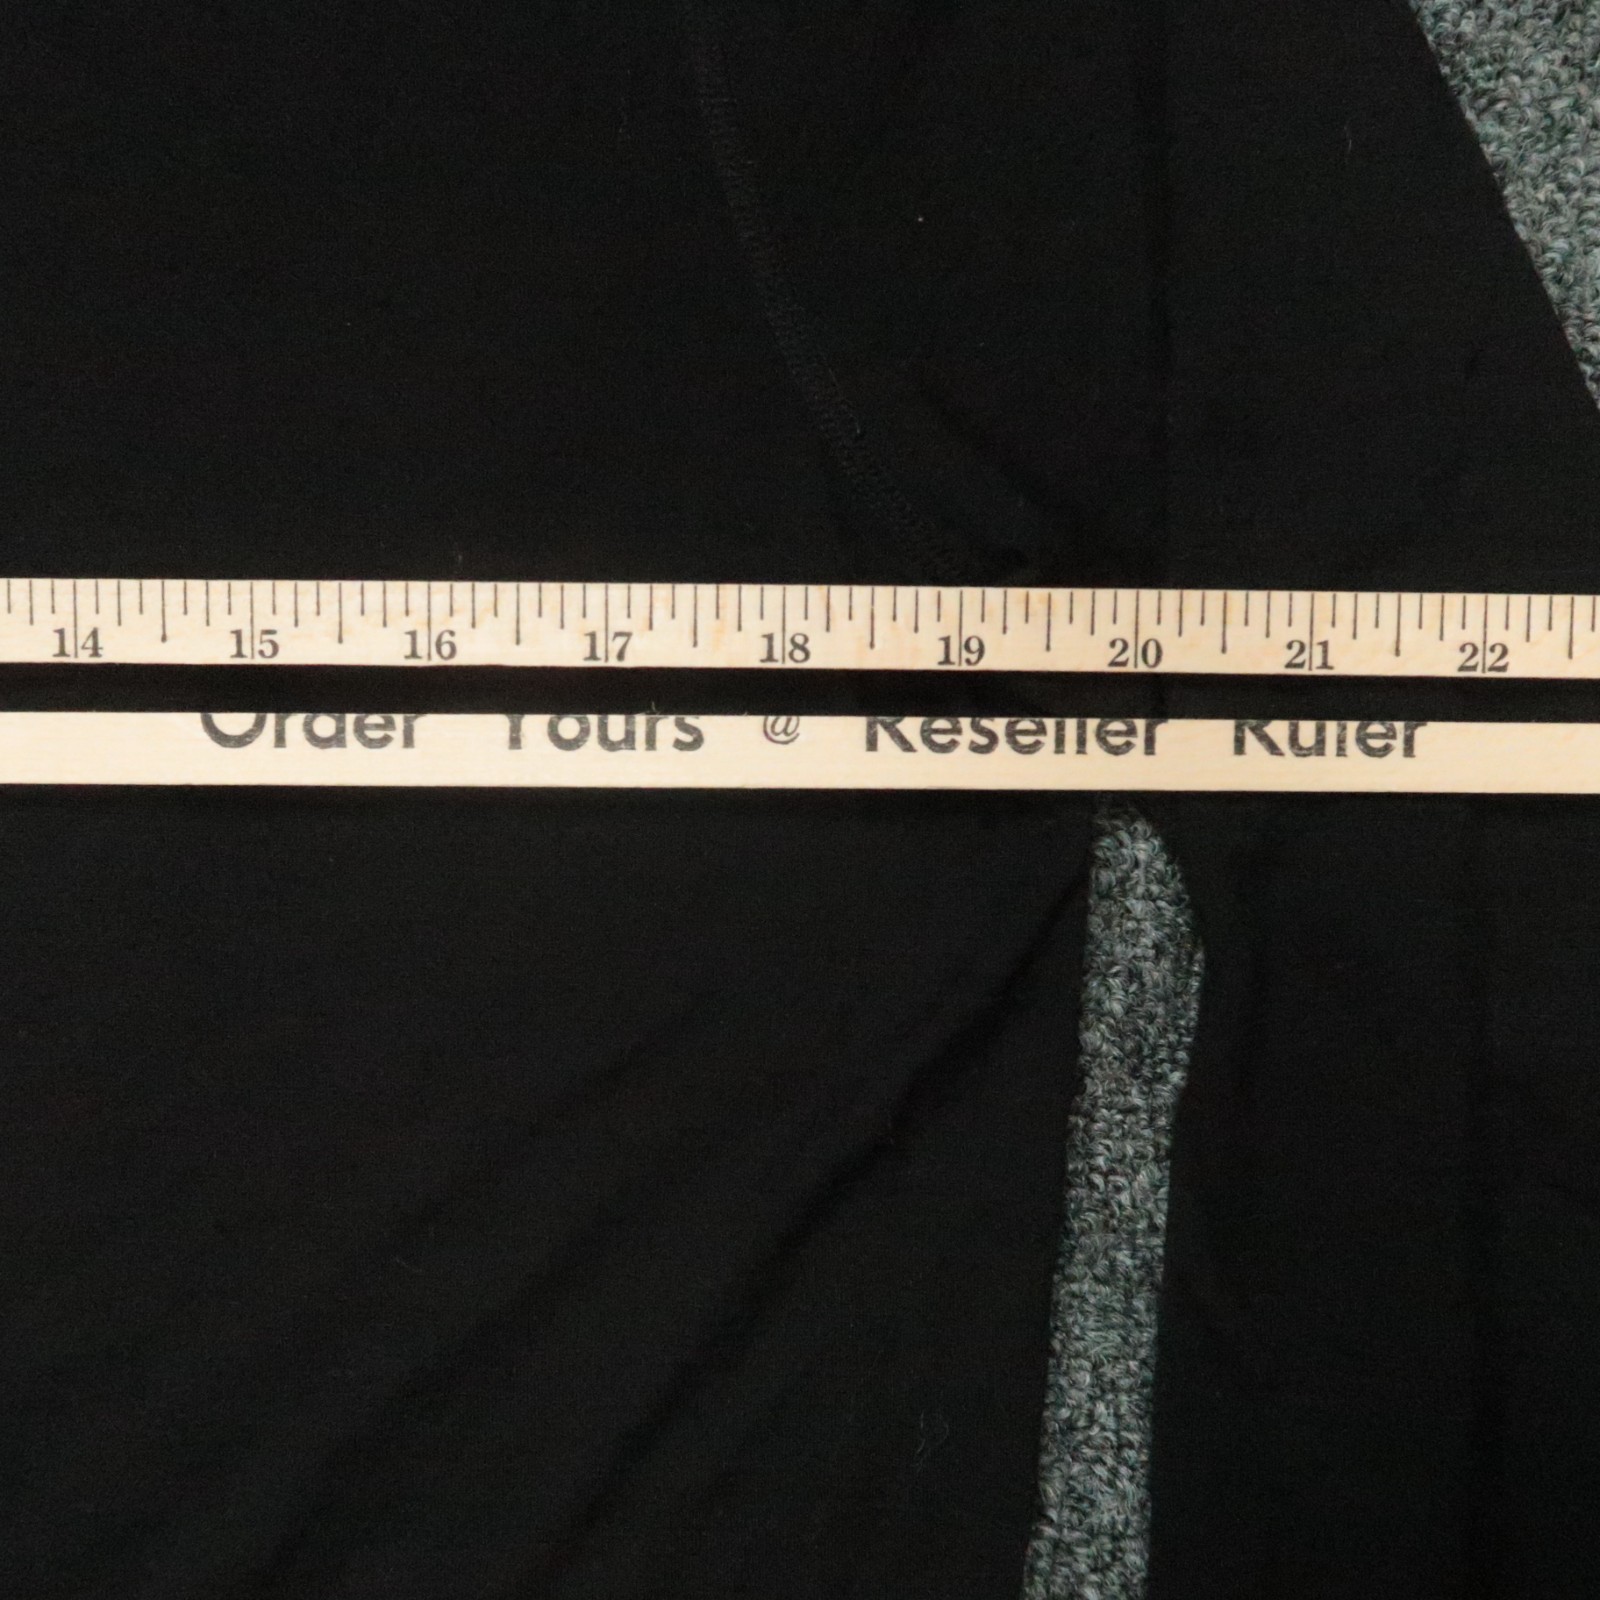 14 15 16 17 18 19 20 21 22
Order Yours @ Reseller Ruler